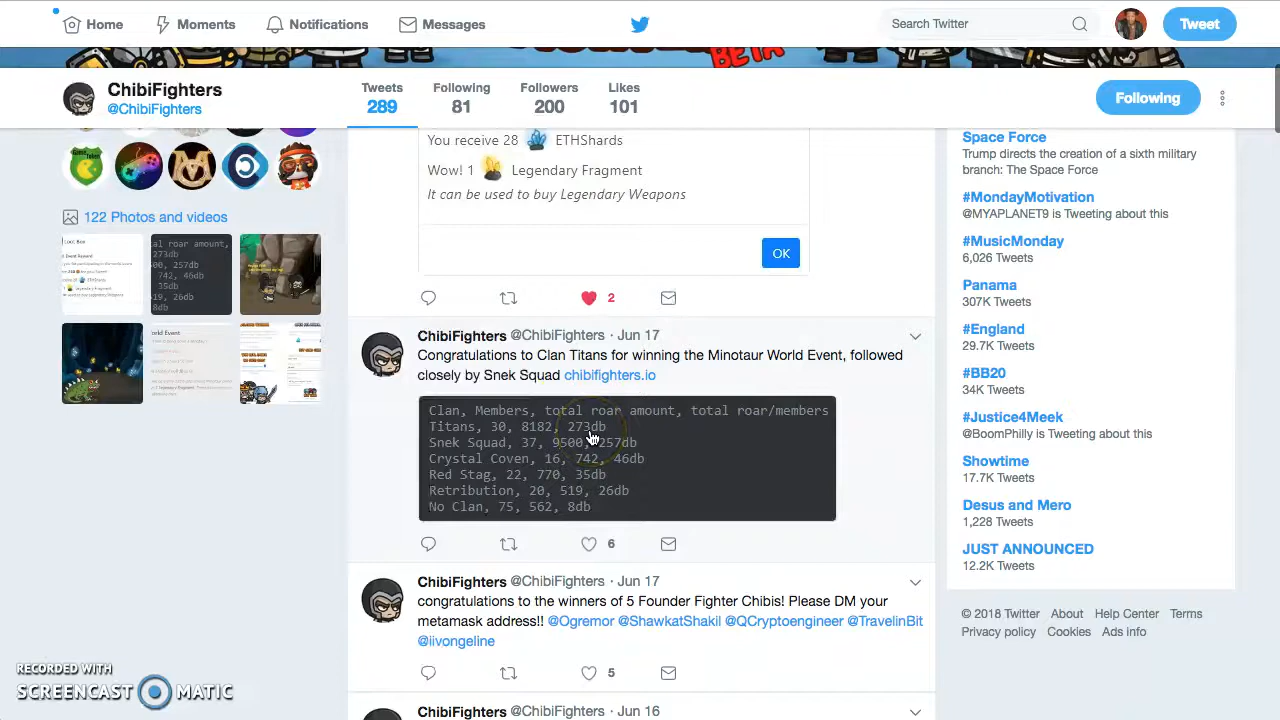 Home
Moments
Notifications
Messages
Search Twitter
Tweet
BETA
ChibiFighters
@ChibiFighters
Tweets
289
Following
81
Followers
200
Likes
101
Following
122 Photos and videos
You receive 28 ETHShards
Wow! 1 Legendary Fragment
It can be used to buy Legendary Weapons
OK
2
ChibiFighters @ChibiFighters · Jun 17
Congratulations to Clan Titans for winning the Minotaur World Event, followed
closely by Snek Squad chibifighters.io
Clan, Members, total roar amount, total roar/members
Titans, 30, 8182, 273db
Snek Squad, 37, 9500, 257db
Crystal Coven, 16, 742, 46db
Red Stag, 22, 770, 35db
Retribution, 20, 519, 26db
No Clan, 75, 562, 8db
6
ChibiFighters @ChibiFighters · Jun 17
congratulations to the winners of 5 Founder Fighter Chibis! Please DM your
metamask address!! @Ogremor @ShawkatShakil @QCryptoengineer @TravelinBit
@iivongeline
5
ChibiFighters @ChibiFighters · Jun 16
Space Force
Trump directs the creation of a sixth military
branch: The Space Force
#MondayMotivation
@MYAPLANET9 is Tweeting about this
#MusicMonday
6,026 Tweets
Panama
307K Tweets
#England
29.7K Tweets
#BB20
34K Tweets
#Justice4Meek
@BoomPhilly is Tweeting about this
Showtime
17.7K Tweets
Desus and Mero
1,228 Tweets
JUST ANNOUNCED
12.2K Tweets
© 2018 Twitter About Help Center Terms
Privacy policy Cookies Ads info
RECORDED WITH
SCREENCAST MATIC